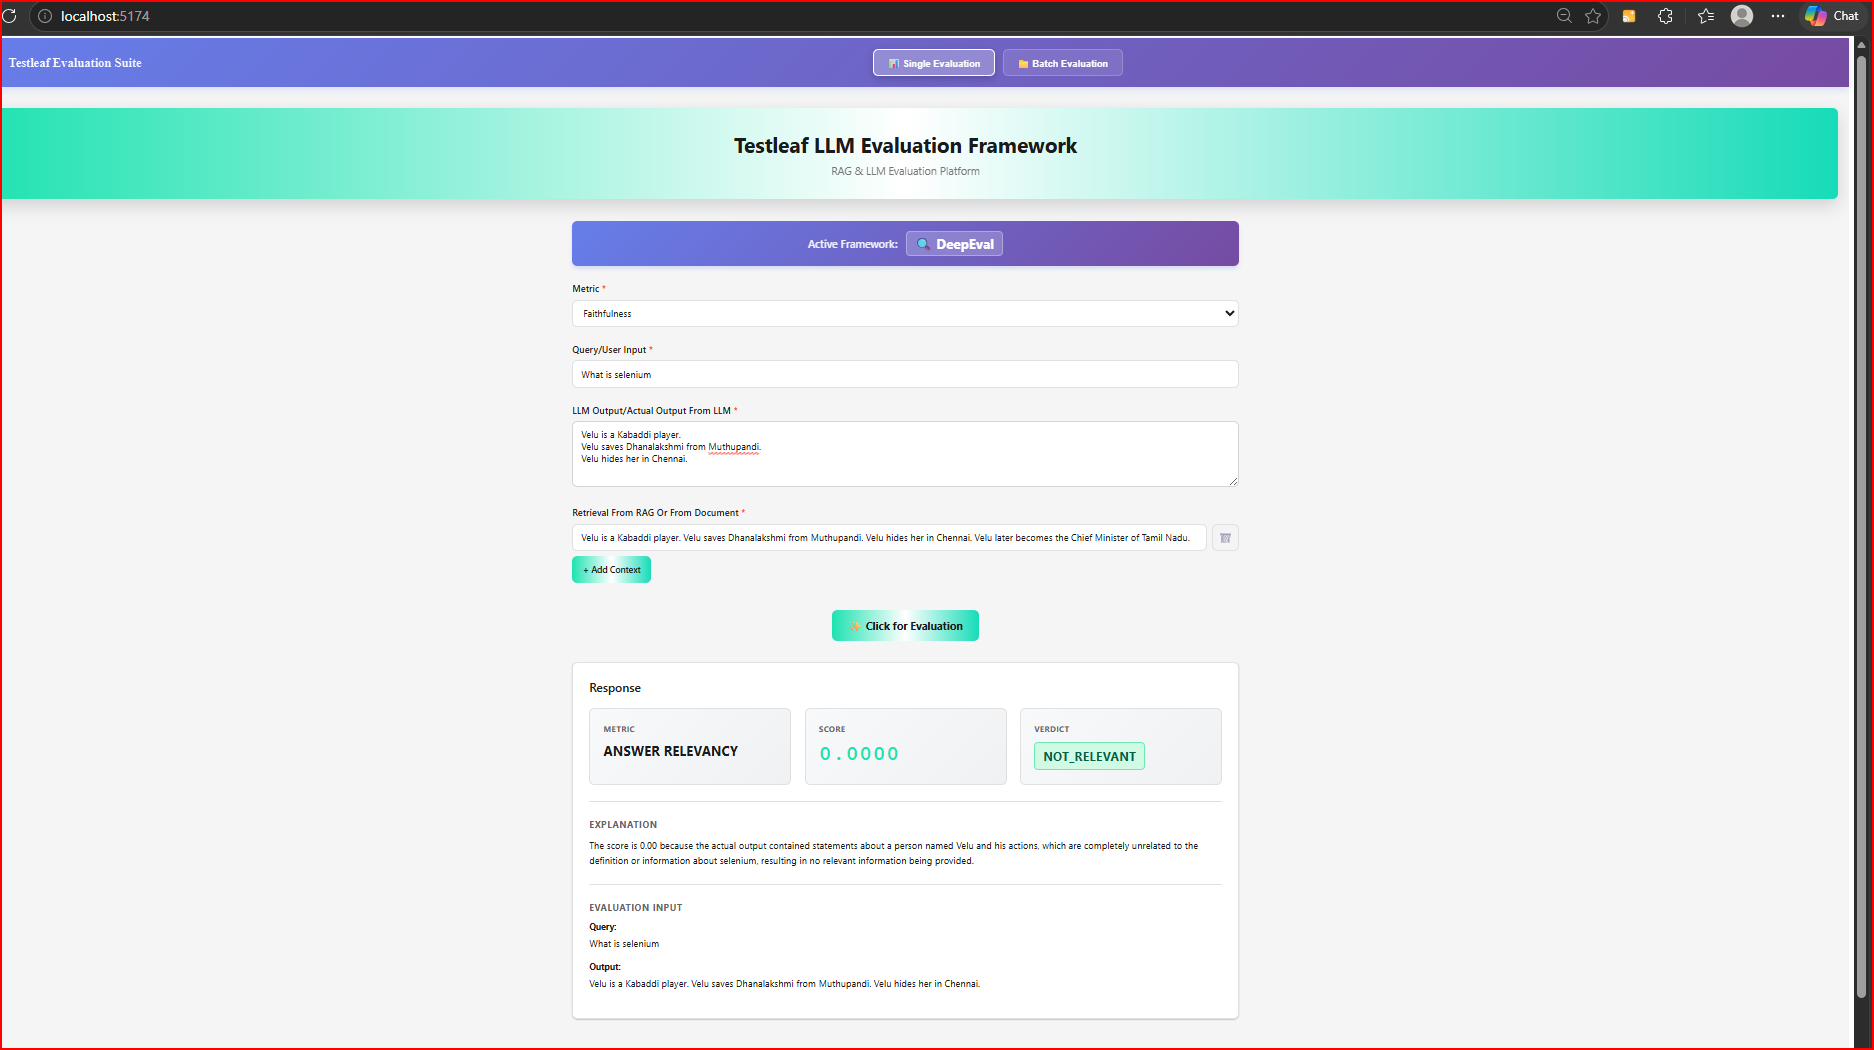 localhost:5174
Chat
Testleaf Evaluation Suite
Single Evaluation
Batch Evaluation
Testleaf LLM Evaluation Framework
RAG & LLM Evaluation Platform
Active Framework: DeepEval
Metric *
Faithfulness
Query/User Input *
What is selenium
LLM Output/Actual Output From LLM *
Velu is a Kabaddi player.
Velu saves Dhanalakshmi from Muthupandi.
Velu hides her in Chennai.
Retrieval From RAG Or From Document *
Velu is a Kabaddi player. Velu saves Dhanalakshmi from Muthupandi. Velu hides her in Chennai. Velu later becomes the Chief Minister of Tamil Nadu.
+ Add Context
Click for Evaluation
Response
METRIC
ANSWER RELEVANCY
SCORE
0.0000
VERDICT
NOT_RELEVANT
EXPLANATION
The score is 0.00 because the actual output contained statements about a person named Velu and his actions, which are completely unrelated to the
definition or information about selenium, resulting in no relevant information being provided.
EVALUATION INPUT
Query:
What is selenium
Output:
Velu is a Kabaddi player. Velu saves Dhanalakshmi from Muthupandi. Velu hides her in Chennai.